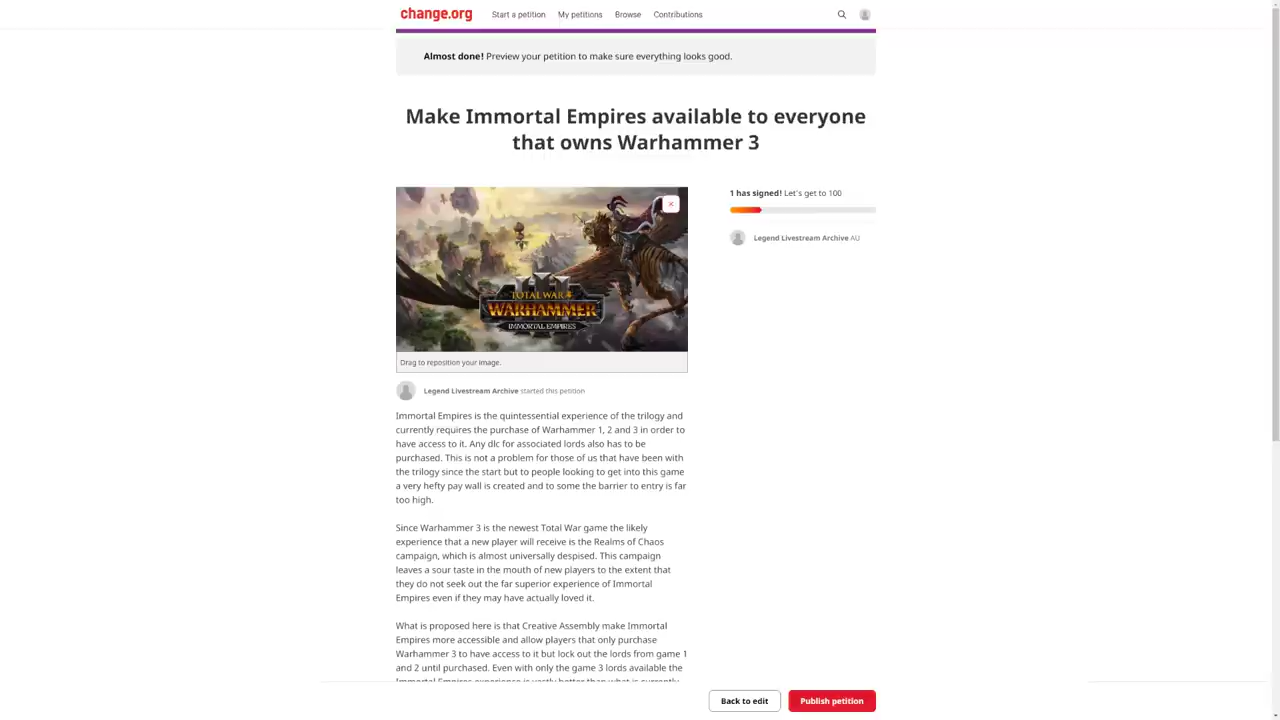 change.org
Start a petition
My petitions
Browse
Contributions
Almost done! Preview your petition to make sure everything looks good.
Make Immortal Empires available to everyone
that owns Warhammer 3
TOTAL WAR
WARHAMMER
III
IMMORTAL EMPIRES
Drag to reposition your image.
1 has signed! Let's get to 100
Legend Livestream Archive AU
Legend Livestream Archive started this petition
Immortal Empires is the quintessential experience of the trilogy and
currently requires the purchase of Warhammer 1, 2 and 3 in order to
have access to it. Any dlc for associated lords also has to be
purchased. This is not a problem for those of us that have been with
the trilogy since the start but to people looking to get into this game
a very hefty pay wall is created and to some the barrier to entry is far
too high.
Since Warhammer 3 is the newest Total War game the likely
experience that a new player will receive is the Realms of Chaos
campaign, which is almost universally despised. This campaign
leaves a sour taste in the mouth of new players to the extent that
they do not seek out the far superior experience of Immortal
Empires even if they may have actually loved it.
What is proposed here is that Creative Assembly make Immortal
Empires more accessible and allow players that only purchase
Warhammer 3 to have access to it but lock out the lords from game 1
and 2 until purchased. Even with only the game 3 lords available the
Immortal Empires experience is vastly better than what is currently
Back to edit
Publish petition